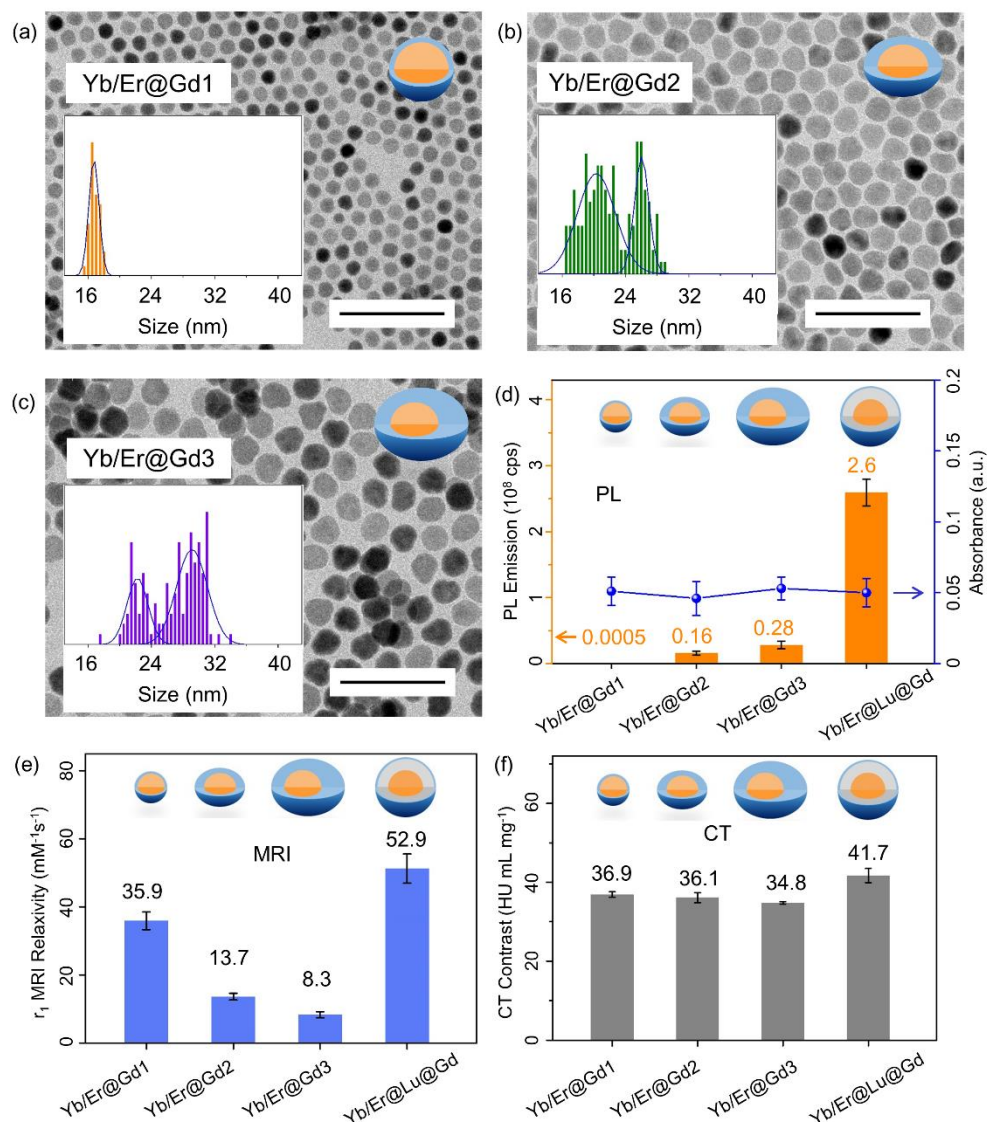 (a)
Yb/Er@Gd1
16 24 32 40
Size (nm)
(b)
Yb/Er@Gd2
16 24 32 40
Size (nm)
(c)
Yb/Er@Gd3
16 24 32 40
Size (nm)
(d)
PL Emission (10⁸ cps)
4
3
2
1
0
PL
0.0005
0.16
0.28
2.6
0.2
0.15
0.1
0.05
0
Absorbance (a.u.)
Yb/Er@Gd1
Yb/Er@Gd2
Yb/Er@Gd3
Yb/Er@Lu@Gd
(e)
r₁ MRI Relaxivity (mM⁻¹s⁻¹)
80
60
40
20
0
MRI
35.9
13.7
8.3
52.9
Yb/Er@Gd1
Yb/Er@Gd2
Yb/Er@Gd3
Yb/Er@Lu@Gd
(f)
CT Contrast (HU mL mg⁻¹)
60
40
20
0
CT
36.9
36.1
34.8
41.7
Yb/Er@Gd1
Yb/Er@Gd2
Yb/Er@Gd3
Yb/Er@Lu@Gd